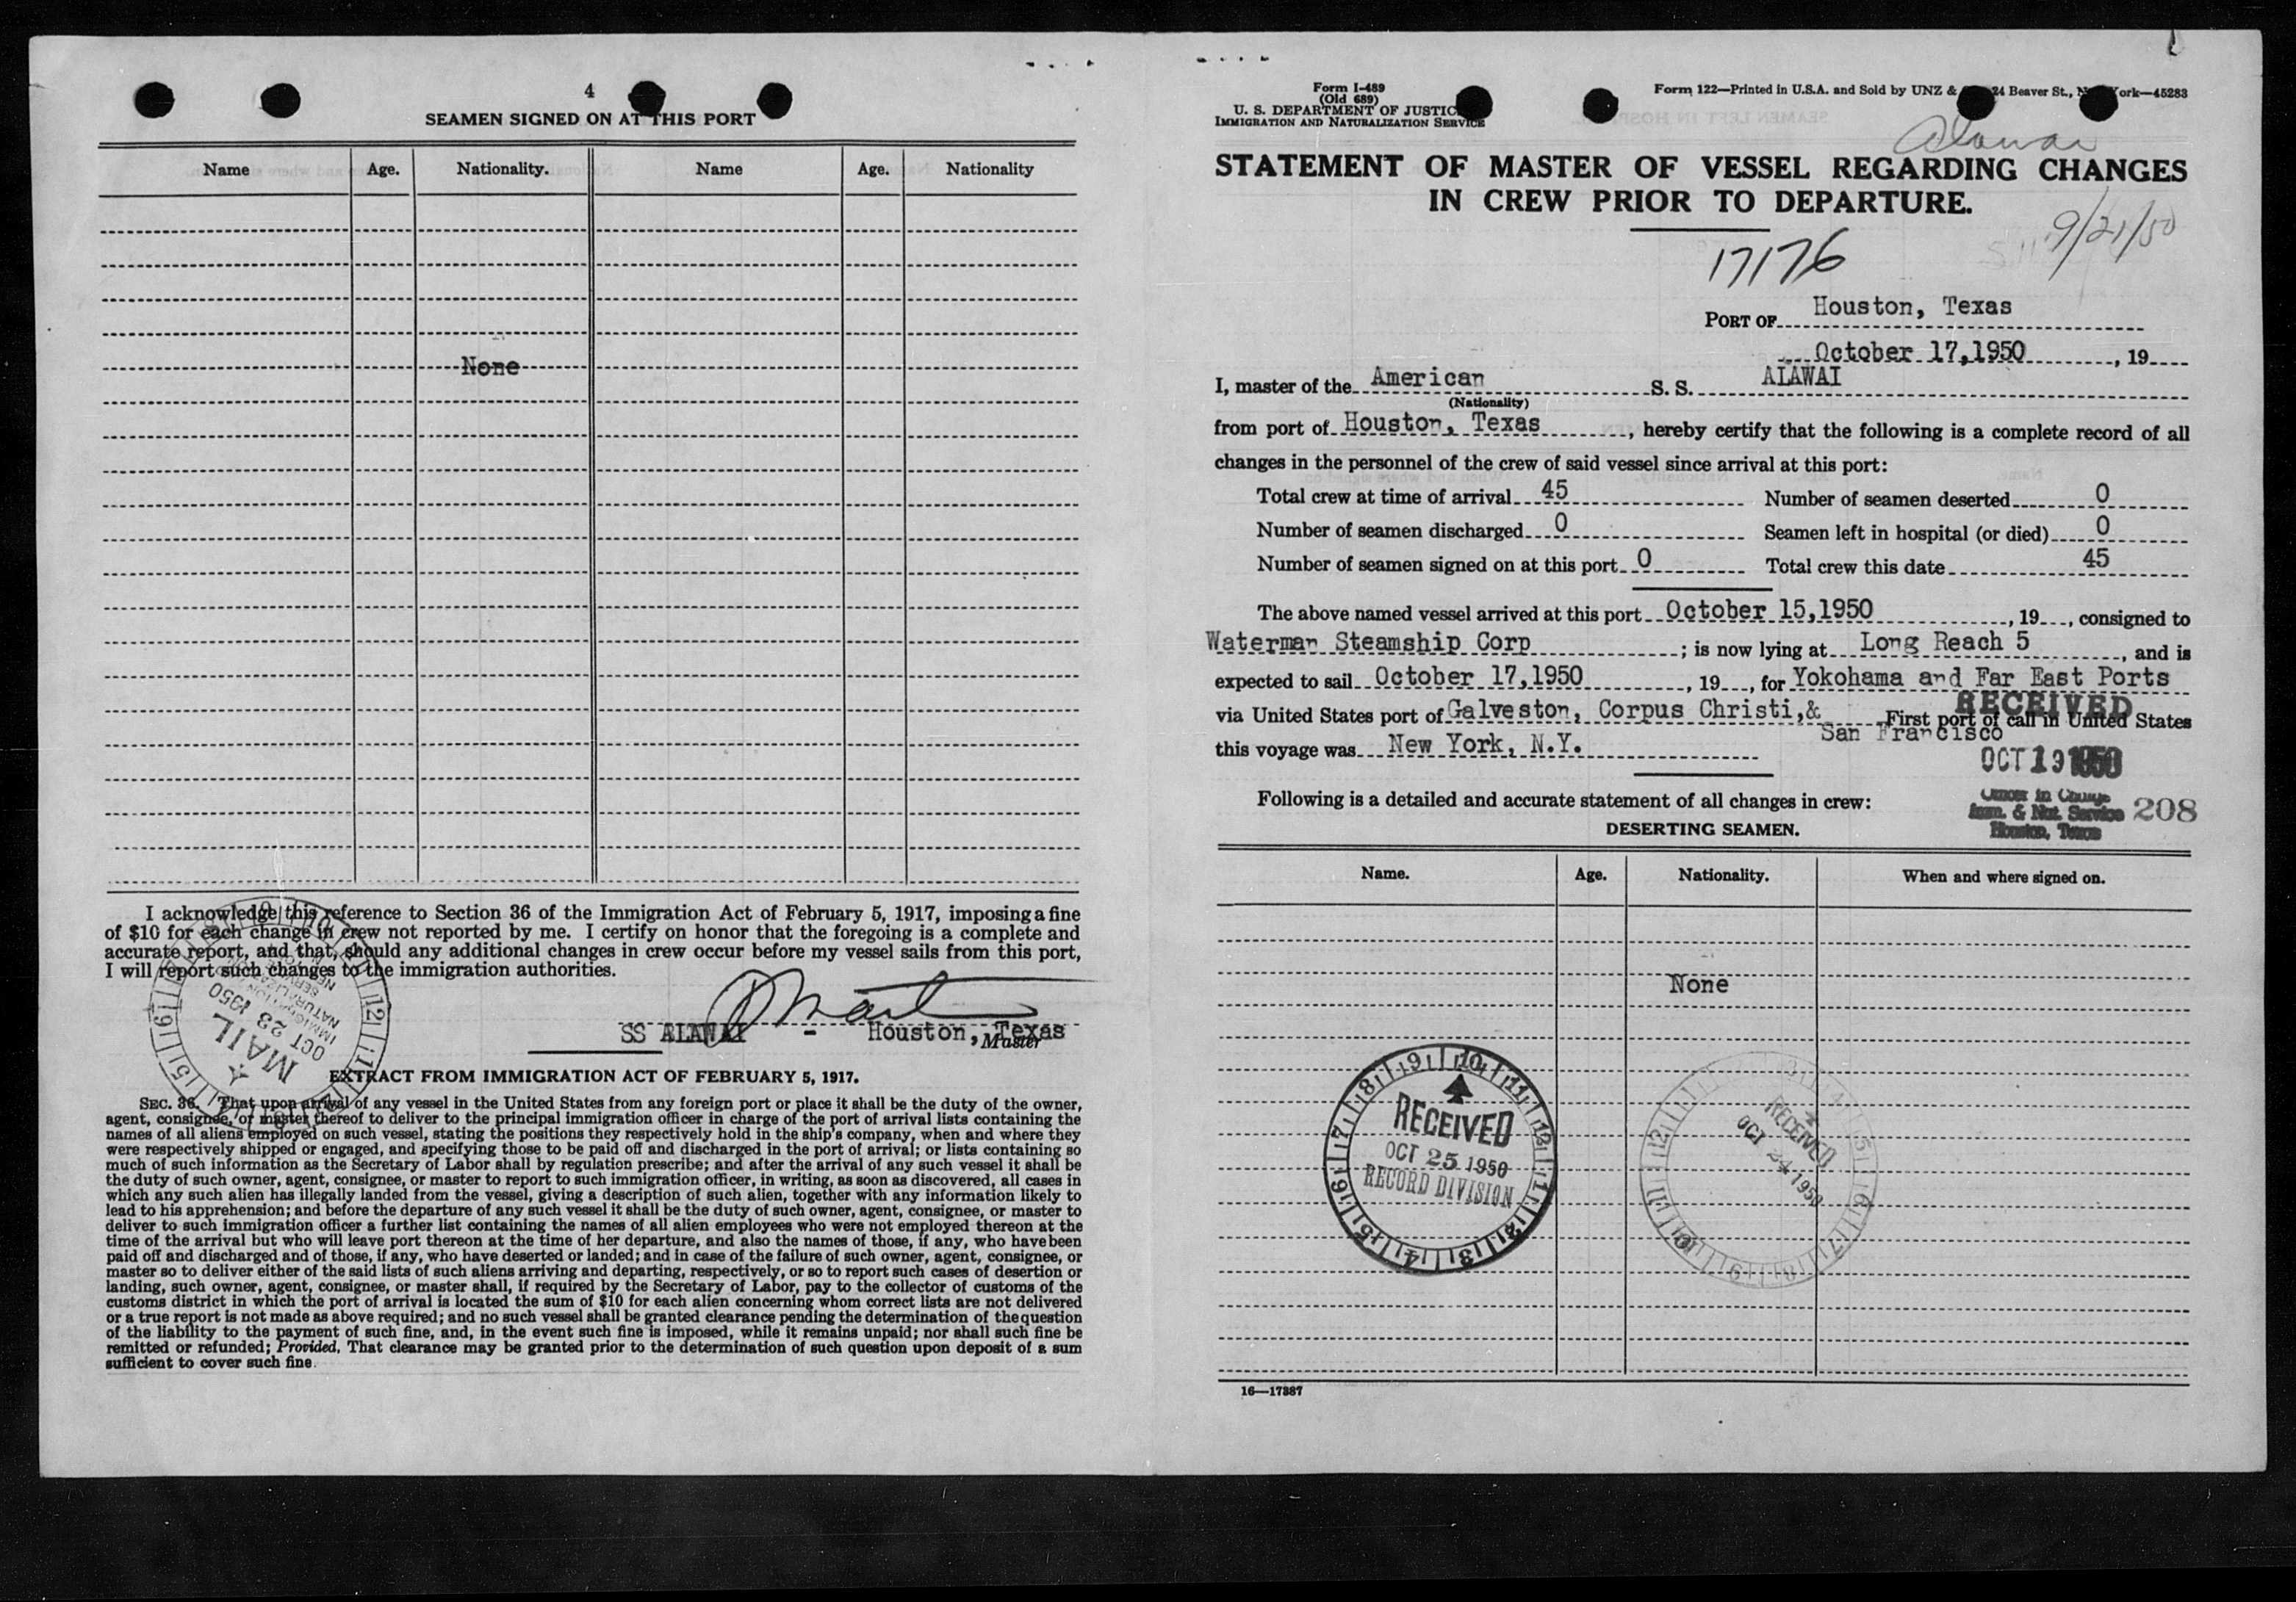 4
SEAMEN SIGNED ON AT THIS PORT
Name Age. Nationality. Name Age. Nationality
None
I acknowledge this reference to Section 36 of the Immigration Act of February 5, 1917, imposing a fine
of $10 for each change in crew not reported by me. I certify on honor that the foregoing is a complete and
accurate report, and that, should any additional changes in crew occur before my vessel sails from this port,
I will report such changes to the immigration authorities.
SS ALAWAI - Houston, Texas
Master
MAIL
OCT 23 1950
EXTRACT FROM IMMIGRATION ACT OF FEBRUARY 5, 1917.
SEC. 36. That upon arrival of any vessel in the United States from any foreign port or place it shall be the duty of the owner,
agent, consignee, or master thereof to deliver to the principal immigration officer in charge of the port of arrival lists containing the
names of all aliens employed on such vessel, stating the positions they respectively hold in the ship's company, when and where they
were respectively shipped or engaged, and specifying those to be paid off and discharged in the port of arrival; or lists containing so
much of such information as the Secretary of Labor shall by regulation prescribe; and after the arrival of any such vessel it shall be
the duty of such owner, agent, consignee, or master to report to such immigration officer, in writing, as soon as discovered, all cases in
which any such alien has illegally landed from the vessel, giving a description of such alien, together with any information likely to
lead to his apprehension; and before the departure of any such vessel it shall be the duty of such owner, agent, consignee, or master to
deliver to such immigration officer a further list containing the names of all alien employees who were not employed thereon at the
time of the arrival but who will leave port thereon at the time of her departure, and also the names of those, if any, who have been
paid off and discharged and of those, if any, who have deserted or landed; and in case of the failure of such owner, agent, consignee, or
master so to deliver either of the said lists of such aliens arriving and departing, respectively, or so to report such cases of desertion or
landing, such owner, agent, consignee, or master shall, if required by the Secretary of Labor, pay to the collector of customs of the
customs district in which the port of arrival is located the sum of $10 for each alien concerning whom correct lists are not delivered
or a true report is not made as above required; and no such vessel shall be granted clearance pending the determination of the question
of the liability to the payment of such fine, and, in the event such fine is imposed, while it remains unpaid; nor shall such fine be
remitted or refunded; Provided, That clearance may be granted prior to the determination of such question upon deposit of a sum
sufficient to cover such fine.
Form I-489
(Old 689)
U. S. DEPARTMENT OF JUSTICE
IMMIGRATION AND NATURALIZATION SERVICE
Form 122—Printed in U.S.A. and Sold by UNZ & 24 Beaver St., York—45283
Alawai
STATEMENT OF MASTER OF VESSEL REGARDING CHANGES
IN CREW PRIOR TO DEPARTURE.
9/21/50
17176
PORT OF Houston, Texas
October 17,1950, 19
I, master of the American S. S. ALAWAI
(Nationality)
from port of Houston, Texas, hereby certify that the following is a complete record of all
changes in the personnel of the crew of said vessel since arrival at this port:
Total crew at time of arrival 45 Number of seamen deserted 0
Number of seamen discharged 0 Seamen left in hospital (or died) 0
Number of seamen signed on at this port 0 Total crew this date 45
The above named vessel arrived at this port October 15,1950, 19, consigned to
Waterman Steamship Corp; is now lying at Long Reach 5, and is
expected to sail October 17,1950, 19, for Yokohama and Far East Ports
via United States port of Galveston, Corpus Christi,& San Francisco First port of call in United States
this voyage was New York, N.Y.
RECEIVED
OCT 19 1950
Officer in Charge
Imm. & Nat. Service
Houston, Texas
208
Following is a detailed and accurate statement of all changes in crew:
DESERTING SEAMEN.
Name. Age. Nationality. When and where signed on.
None
RECEIVED
OCT 25 1950
RECORD DIVISION
RECEIVED
OCT 24 1950
16—17387